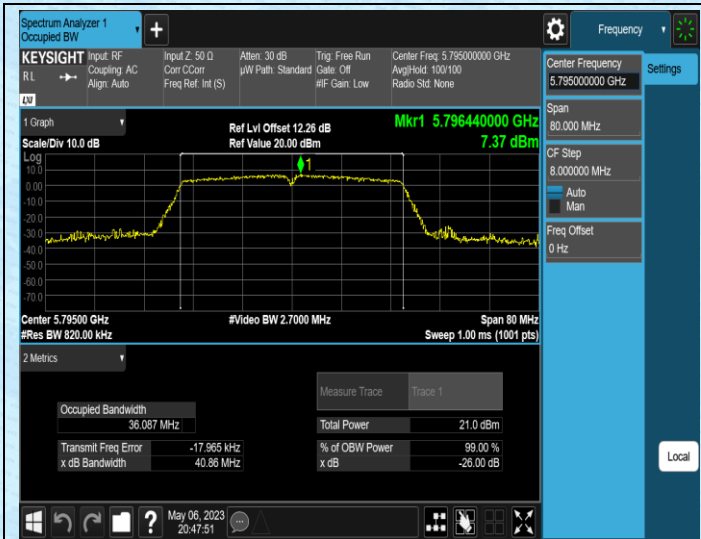 Spectrum Analyzer 1
Occupied BW
Frequency
KEYSIGHT
RL
LXI
Input: RF
Coupling: AC
Align: Auto
Input Z: 50 Ω
Corr CCorr
Freq Ref: Int (S)
Atten: 30 dB
µW Path: Standard
Trig: Free Run
Gate: Off
#IF Gain: Low
Center Freq: 5.795000000 GHz
Avg|Hold: 100/100
Radio Std: None
Center Frequency
5.795000000 GHz
Settings
Span
80.000 MHz
CF Step
8.000000 MHz
Auto
Man
Freq Offset
0 Hz
1 Graph
Scale/Div 10.0 dB
Ref Lvl Offset 12.26 dB
Ref Value 20.00 dBm
Mkr1 5.796440000 GHz
7.37 dBm
Log
10.0
0.00
-10.0
-20.0
-30.0
-40.0
-50.0
-60.0
-70.0
1
Center 5.79500 GHz
#Res BW 820.00 kHz
#Video BW 2.7000 MHz
Span 80 MHz
Sweep 1.00 ms (1001 pts)
2 Metrics
Measure Trace
Trace 1
Occupied Bandwidth
36.087 MHz
Total Power
21.0 dBm
Transmit Freq Error
-17.965 kHz
% of OBW Power
99.00 %
x dB Bandwidth
40.86 MHz
x dB
-26.00 dB
Local
?
May 06, 2023
20:47:51